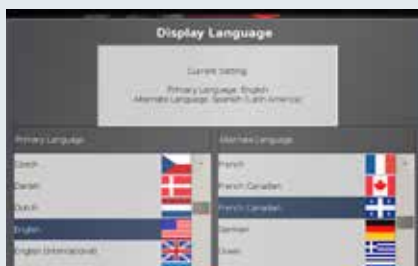 Display Language
Current Setting
Primary Language: English
Alternate Language: Spanish (Latin America)
Primary Language
Alternate Language
Czech
French
Danish
French Canadian
Dutch
French Canadian
English
German
English (International)
Greek